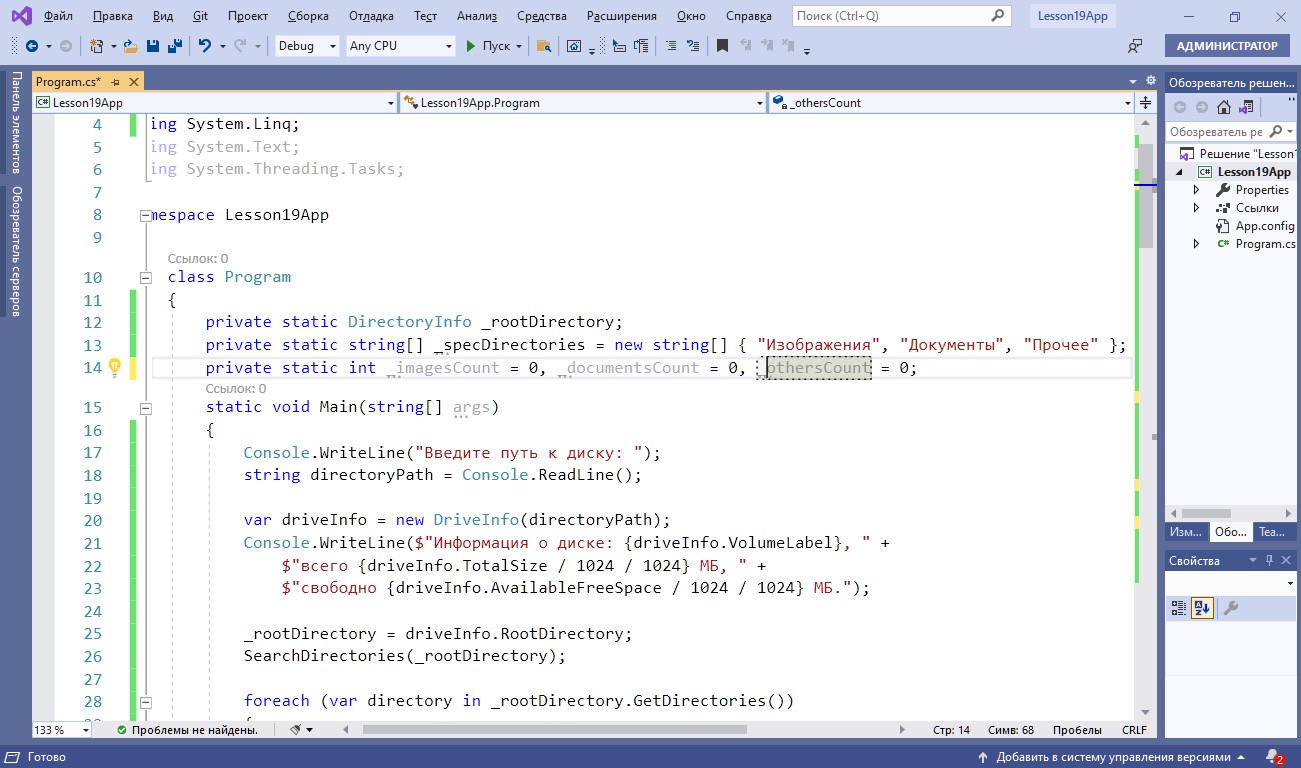 Файл Правка Вид Git Проект Сборка Отладка Тест Анализ Средства Расширения Окно Справка Поиск (Ctrl+Q) Lesson19App
Debug Any CPU Пуск АДМИНИСТРАТОР
Панель элементов
Обозреватель серверов
Program.cs*
Lesson19App Lesson19App.Program _othersCount
4 ing System.Linq;
5 ing System.Text;
6 ing System.Threading.Tasks;
7
8 mespace Lesson19App
9
Ссылок: 0
10 class Program
11 {
12 private static DirectoryInfo _rootDirectory;
13 private static string[] _specDirectories = new string[] { "Изображения", "Документы", "Прочее" };
14 private static int _imagesCount = 0, _documentsCount = 0, _othersCount = 0;
Ссылок: 0
15 static void Main(string[] args)
16 {
17 Console.WriteLine("Введите путь к диску: ");
18 string directoryPath = Console.ReadLine();
19
20 var driveInfo = new DriveInfo(directoryPath);
21 Console.WriteLine($"Информация о диске: {driveInfo.VolumeLabel}, " +
22 $"всего {driveInfo.TotalSize / 1024 / 1024} МБ, " +
23 $"свободно {driveInfo.AvailableFreeSpace / 1024 / 1024} МБ.");
24
25 _rootDirectory = driveInfo.RootDirectory;
26 SearchDirectories(_rootDirectory);
27
28 foreach (var directory in _rootDirectory.GetDirectories())
133 % Проблемы не найдены. Стр: 14 Симв: 68 Пробелы CRLF
Обозреватель решен...
Обозреватель ре
Решение "Lesson1
Lesson19App
Properties
Ссылки
App.config
Program.cs
Изм... Обо... Tea...
Свойства
Готово Добавить в систему управления версиями 2